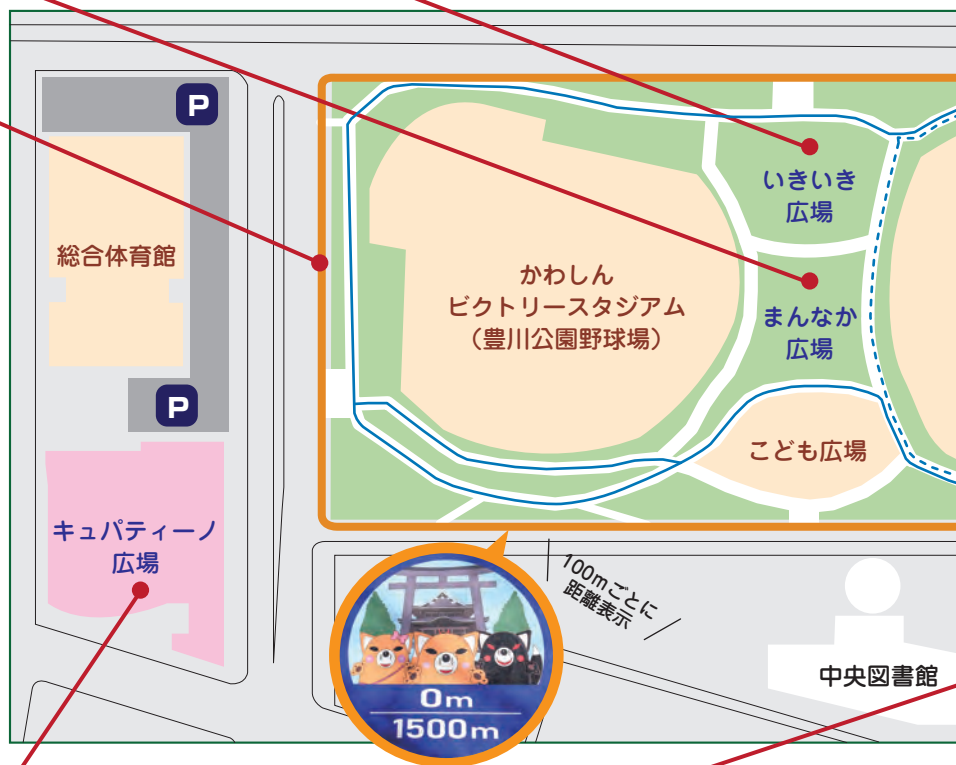 P
総合体育館
P
キュパティーノ
広場
かわしん
ビクトリースタジアム
（豊川公園野球場）
いきいき
広場
まんなか
広場
こども広場
100mごとに
距離表示
0m
1500m
中央図書館